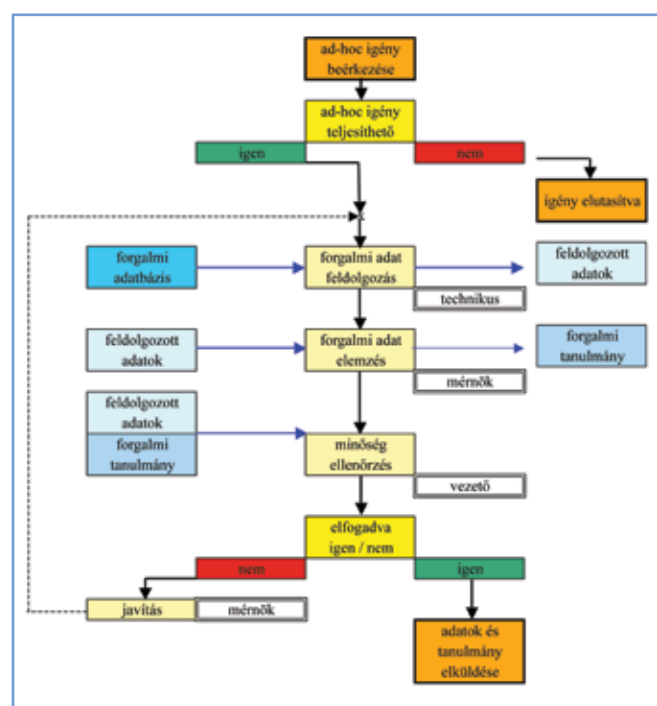 ad-hoc igény
beérkezése
ad-hoc igény
teljesíthető
igen
nem
igény elutasítva
x
forgalmi
adatbázis
forgalmi adat
feldolgozás
feldolgozott
adatok
technikus
feldolgozott
adatok
forgalmi adat
elemzés
forgalmi
tanulmány
mérnök
feldolgozott
adatok
forgalmi
tanulmány
minőség
ellenőrzés
vezető
elfogadva
igen / nem
nem
igen
javítás
mérnök
adatok és
tanulmány
elküldése